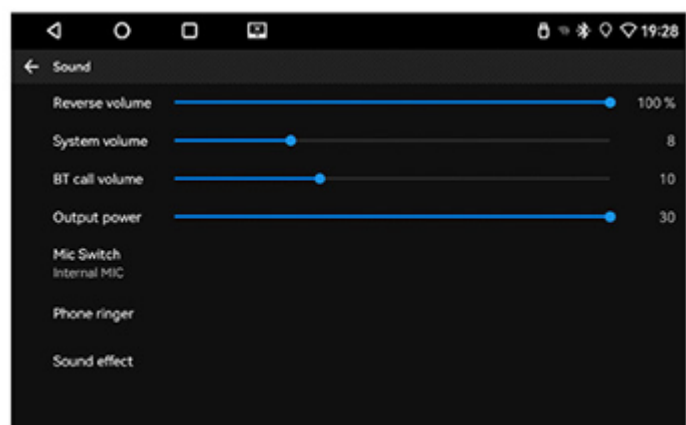 19:28
Sound
Reverse volume 100 %
System volume 8
BT call volume 10
Output power 30
Mic Switch
Internal MIC
Phone ringer
Sound effect